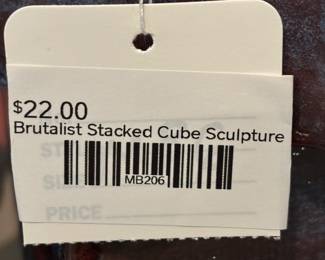 $22.00
Brutalist Stacked Cube Sculpture
MB206
PRICE